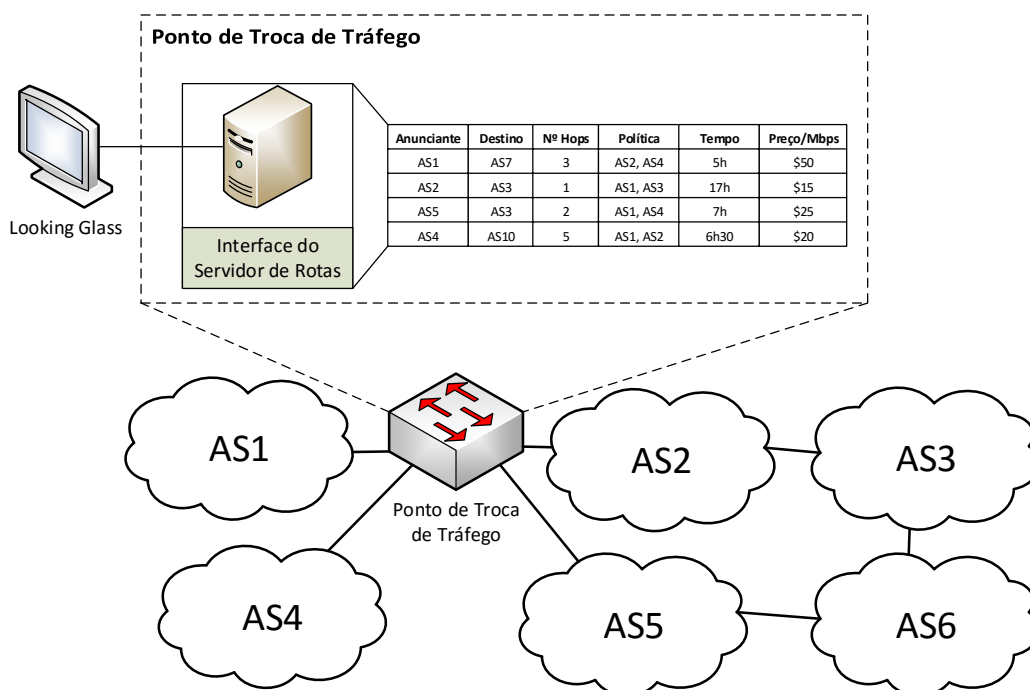 Ponto de Troca de Tráfego
Looking Glass
Interface do
Servidor de Rotas
Anunciante Destino Nº Hops Política Tempo Preço/Mbps
AS1 AS7 3 AS2, AS4 5h $50
AS2 AS3 1 AS1, AS3 17h $15
AS5 AS3 2 AS1, AS4 7h $25
AS4 AS10 5 AS1, AS2 6h30 $20
AS1
AS2
AS3
Ponto de Troca
de Tráfego
AS4
AS5
AS6